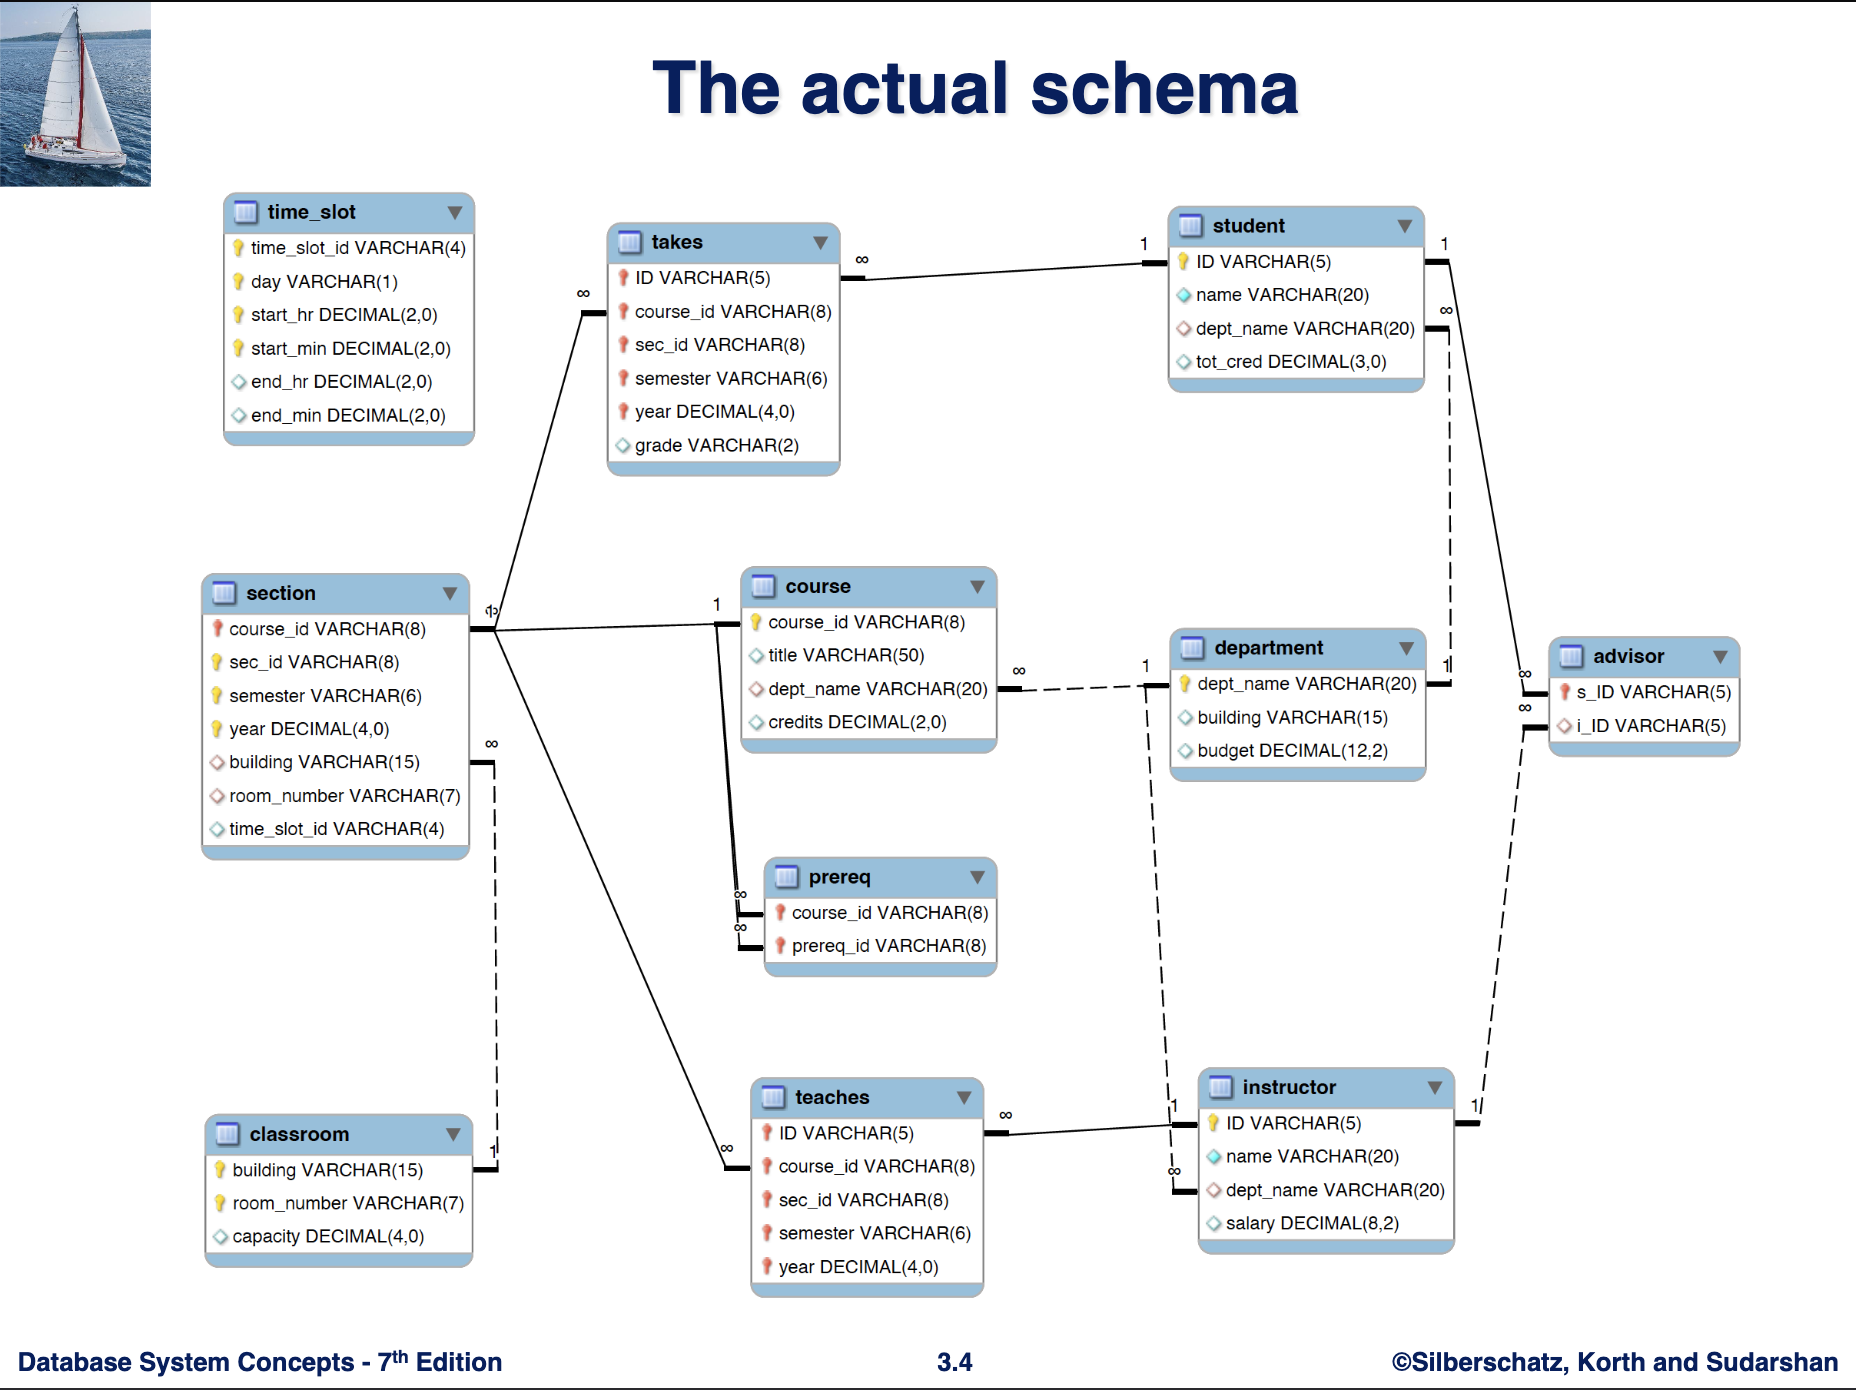 The actual schema
time_slot
time_slot_id VARCHAR(4)
day VARCHAR(1)
start_hr DECIMAL(2,0)
start_min DECIMAL(2,0)
end_hr DECIMAL(2,0)
end_min DECIMAL(2,0)
takes
ID VARCHAR(5)
course_id VARCHAR(8)
sec_id VARCHAR(8)
semester VARCHAR(6)
year DECIMAL(4,0)
grade VARCHAR(2)
∞
∞
1
student
ID VARCHAR(5)
name VARCHAR(20)
dept_name VARCHAR(20)
tot_cred DECIMAL(3,0)
1
∞
section
course_id VARCHAR(8)
sec_id VARCHAR(8)
semester VARCHAR(6)
year DECIMAL(4,0)
building VARCHAR(15)
room_number VARCHAR(7)
time_slot_id VARCHAR(4)
1
∞
1
course
course_id VARCHAR(8)
title VARCHAR(50)
dept_name VARCHAR(20)
credits DECIMAL(2,0)
∞
1
department
dept_name VARCHAR(20)
building VARCHAR(15)
budget DECIMAL(12,2)
1
∞
∞
advisor
s_ID VARCHAR(5)
i_ID VARCHAR(5)
∞
∞
prereq
course_id VARCHAR(8)
prereq_id VARCHAR(8)
classroom
building VARCHAR(15)
room_number VARCHAR(7)
capacity DECIMAL(4,0)
1
∞
teaches
ID VARCHAR(5)
course_id VARCHAR(8)
sec_id VARCHAR(8)
semester VARCHAR(6)
year DECIMAL(4,0)
∞
1
∞
instructor
ID VARCHAR(5)
name VARCHAR(20)
dept_name VARCHAR(20)
salary DECIMAL(8,2)
1
Database System Concepts - 7th Edition
3.4
©Silberschatz, Korth and Sudarshan